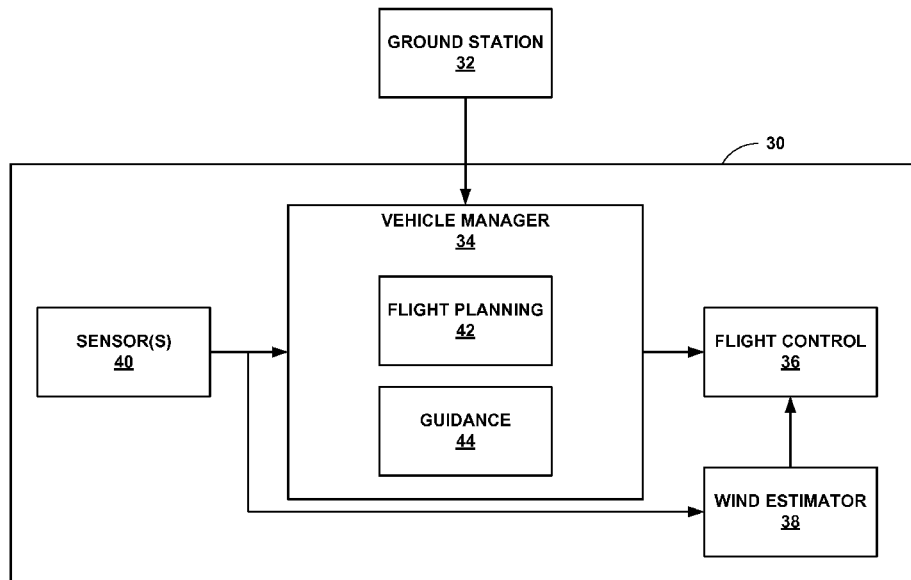 GROUND STATION
32
30
VEHICLE MANAGER
34
FLIGHT PLANNING
42
SENSOR(S)
40
FLIGHT CONTROL
36
GUIDANCE
44
WIND ESTIMATOR
38